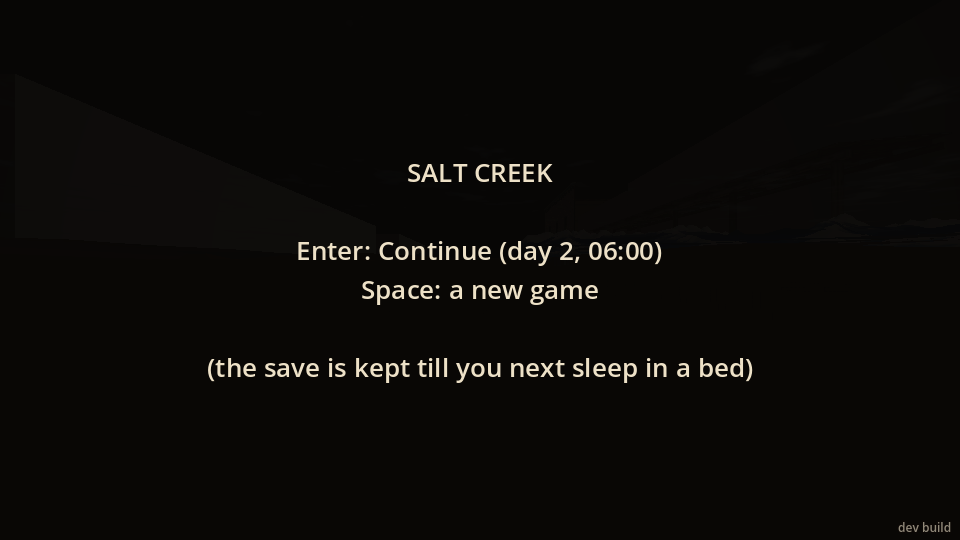 SALT CREEK
Enter: Continue (day 2, 06:00)
Space: a new game
(the save is kept till you next sleep in a bed)
dev build